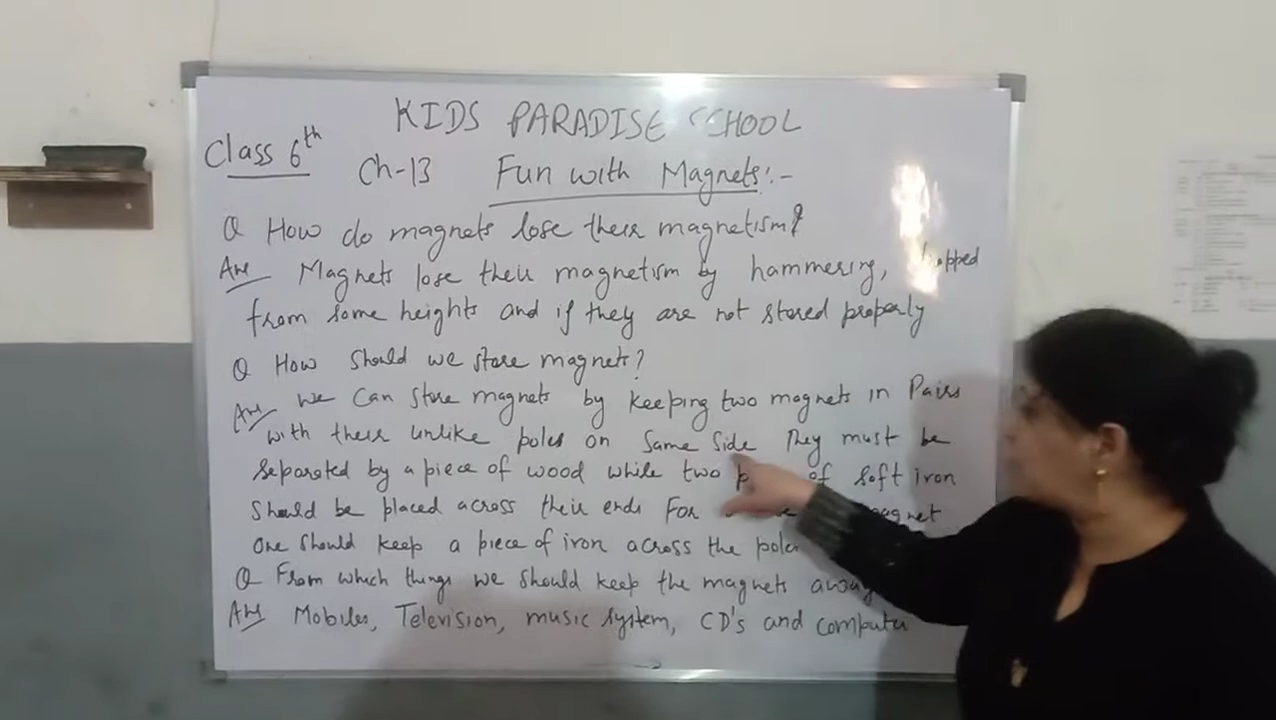 KIDS PARADISE SCHOOL
Class 6th
Ch-13 Fun with Magnets:-
Q How do magnets lose their magnetism?
Ans Magnets lose their magnetism by hammering,
from some heights and if they are not stored properly
Q How should we store magnets?
Ans we can store magnets by keeping two magnets in Pairs
with their unlike poles on Same Side They must be
separated by a piece of wood while two of soft iron
should be placed across their ends For
One should keep a piece of iron across the poles
Q From which things we should keep the magnets away
Ans Mobiles, Television, music system, CD's and computer